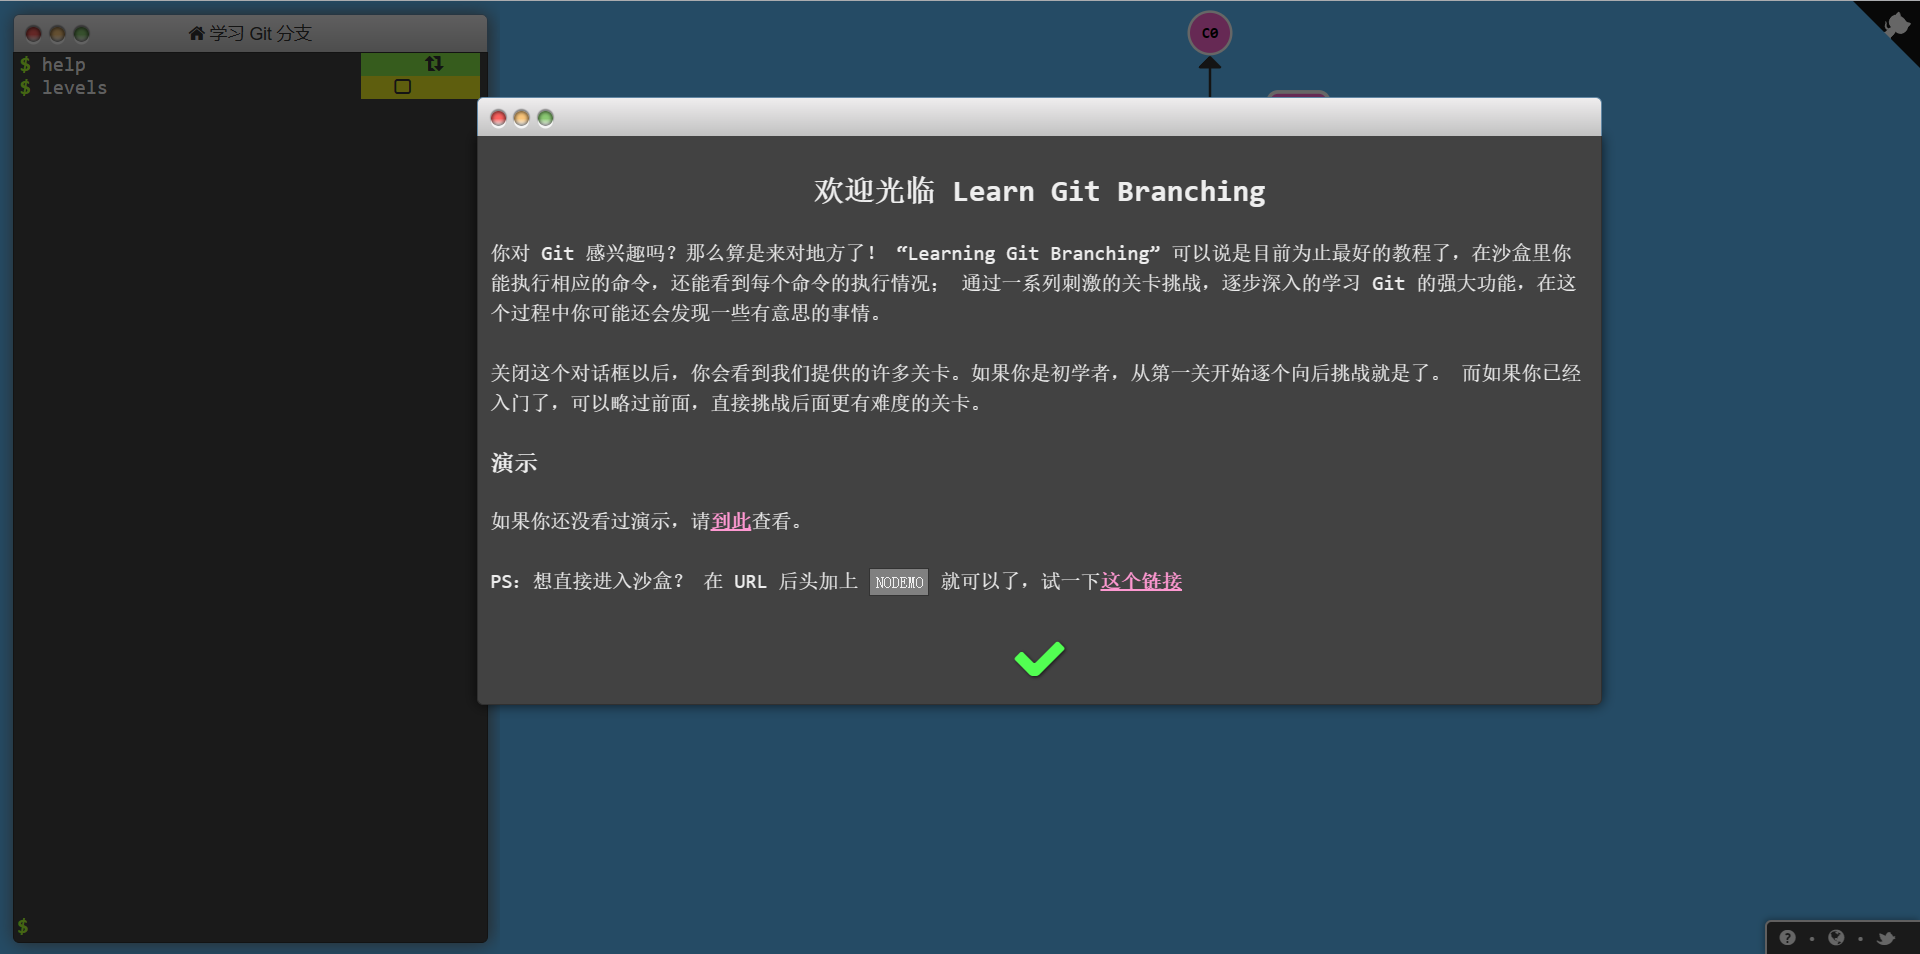 学习 Git 分支
$ help
$ levels
$
C0
欢迎光临 Learn Git Branching
你对 Git 感兴趣吗？那么算是来对地方了！ “Learning Git Branching” 可以说是目前为止最好的教程了，在沙盒里你
能执行相应的命令，还能看到每个命令的执行情况； 通过一系列刺激的关卡挑战，逐步深入的学习 Git 的强大功能，在这
个过程中你可能还会发现一些有意思的事情。
关闭这个对话框以后，你会看到我们提供的许多关卡。如果你是初学者，从第一关开始逐个向后挑战就是了。 而如果你已经
入门了，可以略过前面，直接挑战后面更有难度的关卡。
演示
如果你还没看过演示，请到此查看。
PS：想直接进入沙盒？ 在 URL 后头加上 NODEMO 就可以了，试一下这个链接